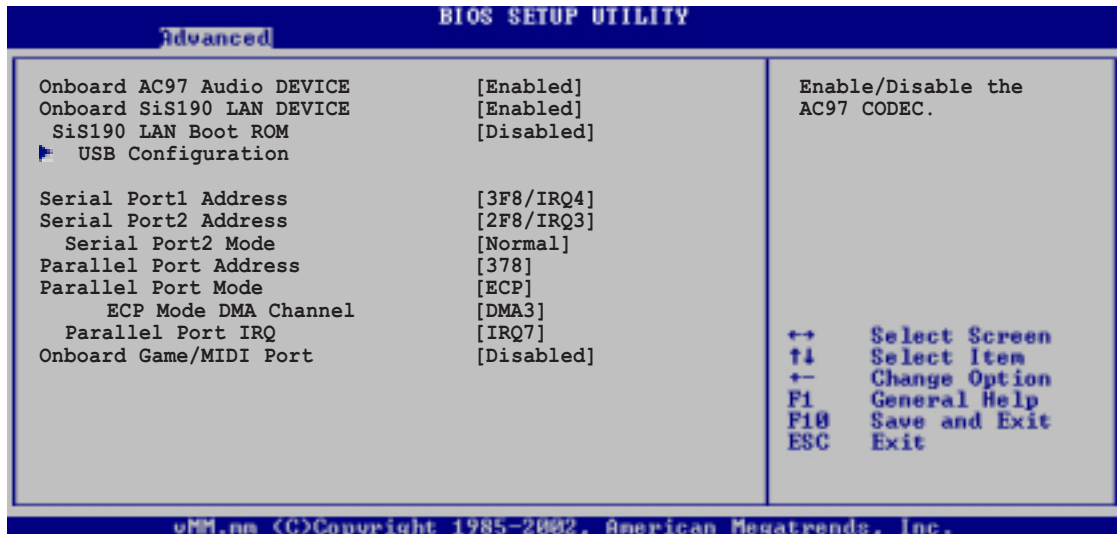 BIOS SETUP UTILITY
Advanced
Onboard AC97 Audio DEVICE [Enabled]
Onboard SiS190 LAN DEVICE [Enabled]
SiS190 LAN Boot ROM [Disabled]
USB Configuration
Serial Port1 Address [3F8/IRQ4]
Serial Port2 Address [2F8/IRQ3]
Serial Port2 Mode [Normal]
Parallel Port Address [378]
Parallel Port Mode [ECP]
ECP Mode DMA Channel [DMA3]
Parallel Port IRQ [IRQ7]
Onboard Game/MIDI Port [Disabled]
Enable/Disable the
AC97 CODEC.
←→ Select Screen
↑↓ Select Item
+- Change Option
F1 General Help
F10 Save and Exit
ESC Exit
vMM.mm (C)Copyright 1985-2002, American Megatrends, Inc.